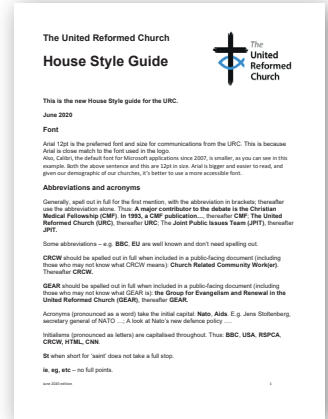 The United Reformed Church
House Style Guide
The
United
Reformed
Church
This is the new House Style guide for the URC.
June 2020
Font
Arial 12pt is the preferred font and size for communications from the URC. This is because
Arial is close match to the font used in the logo.
Also, Calibri, the default font for Microsoft applications since 2007, is smaller, as you can see in this
example. Both the above sentence and this are 12pt in size. Arial is bigger and easier to read, and
given our demographic of our churches, it's better to use a more accessible font.
Abbreviations and acronyms
Generally, spell out in full for the first mention, with the abbreviation in brackets; thereafter
use the abbreviation alone. Thus: A major contributor to the debate is the Christian
Medical Fellowship (CMF). In 1993, a CMF publication…, thereafter CMF; The United
Reformed Church (URC), thereafter URC; The Joint Public Issues Team (JPIT), thereafter
JPIT.
Some abbreviations – e.g. BBC, EU are well known and don't need spelling out.
CRCW should be spelled out in full when included in a public-facing document (including
those who may not know what CRCW means): Church Related Community Work(er).
Thereafter CRCW.
GEAR should be spelled out in full when included in a public-facing document (including
those who may not know what GEAR is): the Group for Evangelism and Renewal in the
United Reformed Church (GEAR), thereafter GEAR.
Acronyms (pronounced as a word) take the initial capital: Nato, Aids. E.g. Jens Stoltenberg,
secretary general of NATO …; A look at Nato's new defence policy ….
Initialisms (pronounced as letters) are capitalised throughout. Thus: BBC, USA, RSPCA,
CRCW, HTML, CNN.
St when short for 'saint' does not take a full stop.
ie, eg, etc – no full points.
June 2020 edition
1